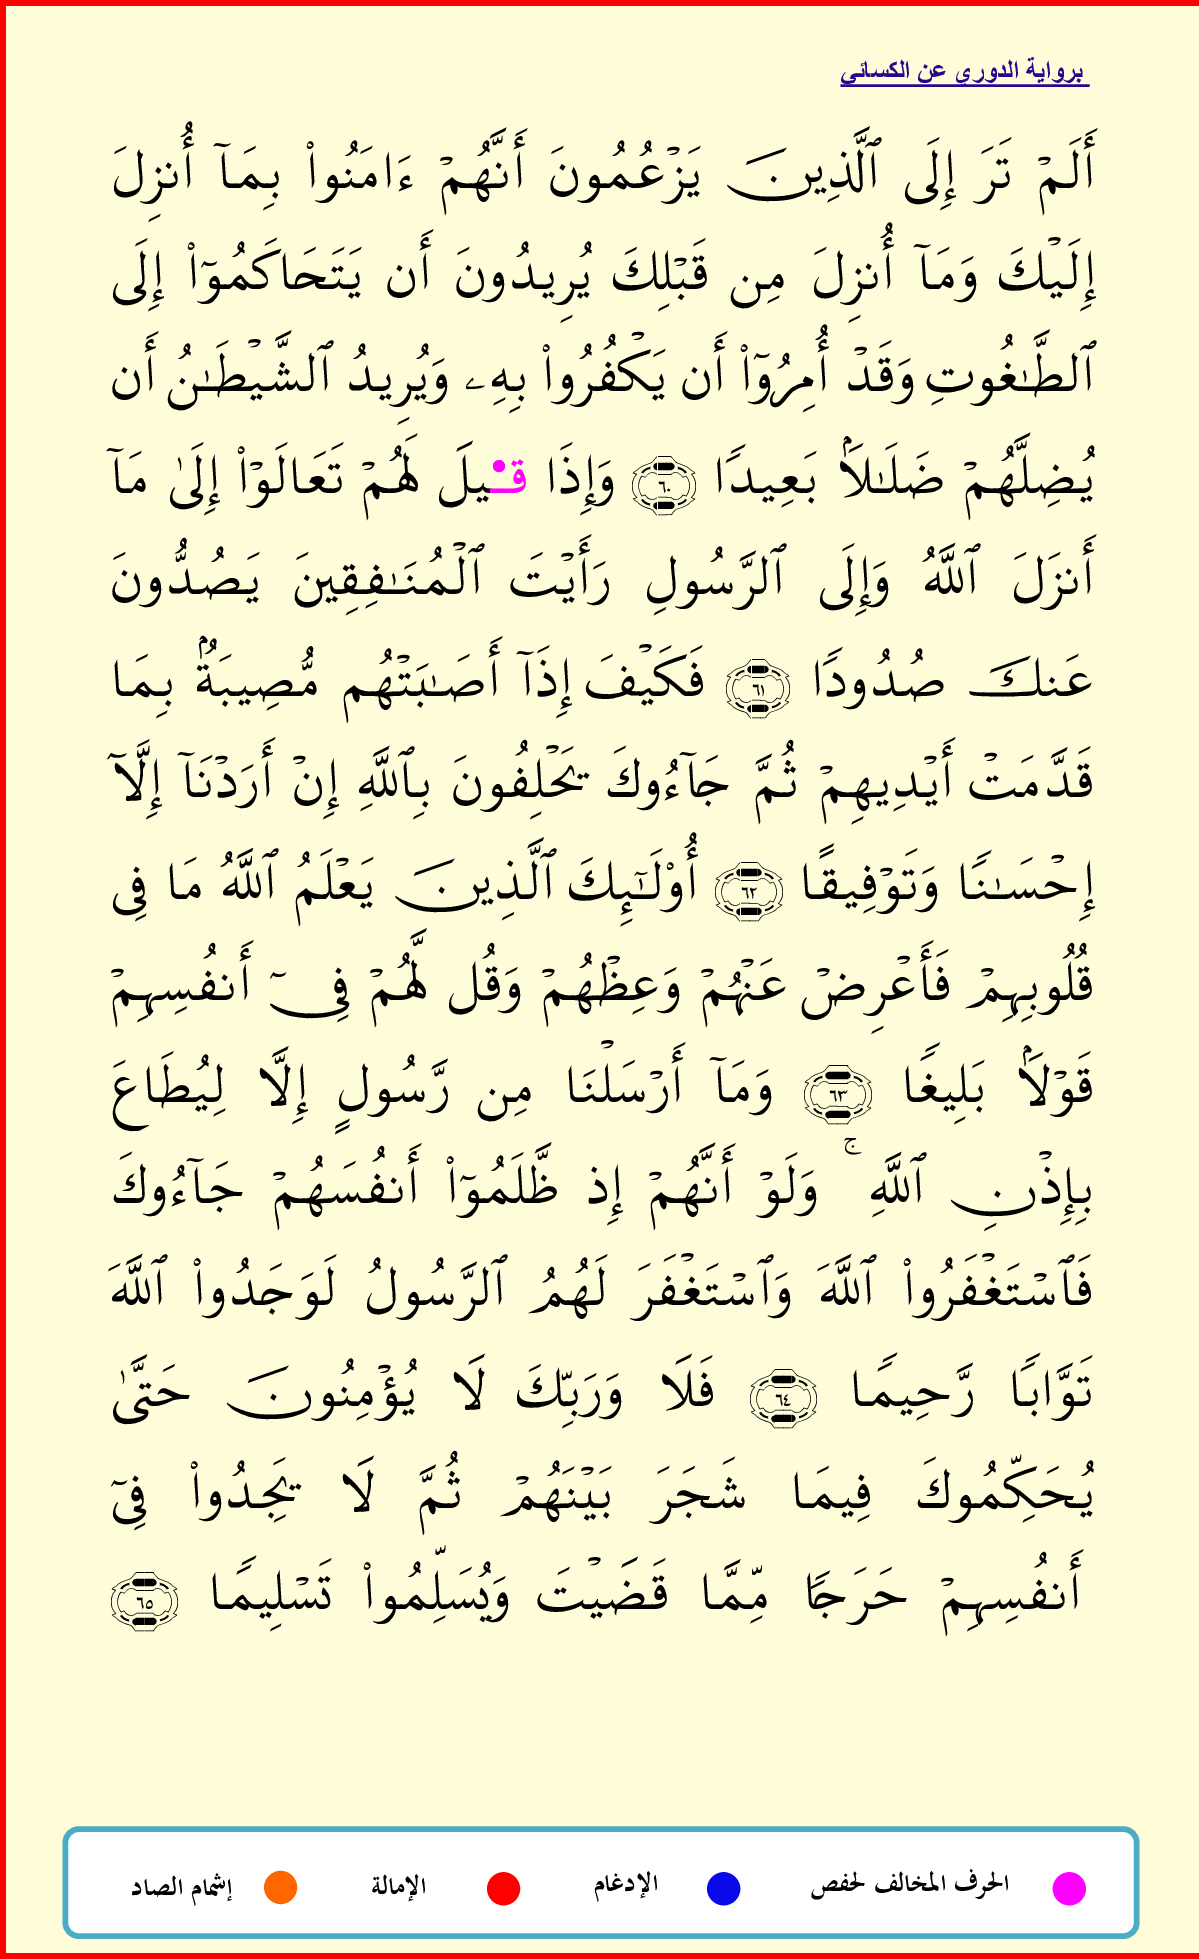 برواية الدوري عن الكسائي
أَلَمۡ تَرَ إِلَى ٱلَّذِينَ يَزۡعُمُونَ أَنَّهُمۡ ءَامَنُواْ بِمَآ أُنزِلَ
إِلَيۡكَ وَمَآ أُنزِلَ مِن قَبۡلِكَ يُرِيدُونَ أَن يَتَحَاكَمُوٓاْ إِلَى
ٱلطَّٰغُوتِ وَقَدۡ أُمِرُوٓاْ أَن يَكۡفُرُواْ بِهِۦ وَيُرِيدُ ٱلشَّيۡطَٰنُ أَن
يُضِلَّهُمۡ ضَلَٰلَۢا بَعِيدٗا ٦٠ وَإِذَا قِيلَ لَهُمۡ تَعَالَوۡاْ إِلَىٰ مَآ
أَنزَلَ ٱللَّهُ وَإِلَى ٱلرَّسُولِ رَأَيۡتَ ٱلۡمُنَٰفِقِينَ يَصُدُّونَ
عَنكَ صُدُودٗا ٦١ فَكَيۡفَ إِذَآ أَصَٰبَتۡهُم مُّصِيبَةُۢ بِمَا
قَدَّمَتۡ أَيۡدِيهِمۡ ثُمَّ جَآءُوكَ يَحۡلِفُونَ بِٱللَّهِ إِنۡ أَرَدۡنَآ إِلَّآ
إِحۡسَٰنٗا وَتَوۡفِيقًا ٦٢ أُوْلَٰٓئِكَ ٱلَّذِينَ يَعۡلَمُ ٱللَّهُ مَا فِي
قُلُوبِهِمۡ فَأَعۡرِضۡ عَنۡهُمۡ وَعِظۡهُمۡ وَقُل لَّهُمۡ فِيٓ أَنفُسِهِمۡ
قَوۡلَۢا بَلِيغٗا ٦٣ وَمَآ أَرۡسَلۡنَا مِن رَّسُولٍ إِلَّا لِيُطَاعَ
بِإِذۡنِ ٱللَّهِۚ وَلَوۡ أَنَّهُمۡ إِذ ظَّلَمُوٓاْ أَنفُسَهُمۡ جَآءُوكَ
فَٱسۡتَغۡفَرُواْ ٱللَّهَ وَٱسۡتَغۡفَرَ لَهُمُ ٱلرَّسُولُ لَوَجَدُواْ ٱللَّهَ
تَوَّابٗا رَّحِيمٗا ٦٤ فَلَا وَرَبِّكَ لَا يُؤۡمِنُونَ حَتَّىٰ
يُحَكِّمُوكَ فِيمَا شَجَرَ بَيۡنَهُمۡ ثُمَّ لَا يَجِدُواْ فِيٓ
أَنفُسِهِمۡ حَرَجٗا مِّمَّا قَضَيۡتَ وَيُسَلِّمُواْ تَسۡلِيمٗا ٦٥
الحرف المخالف لحفص الإدغام الإمالة إشمام الصاد